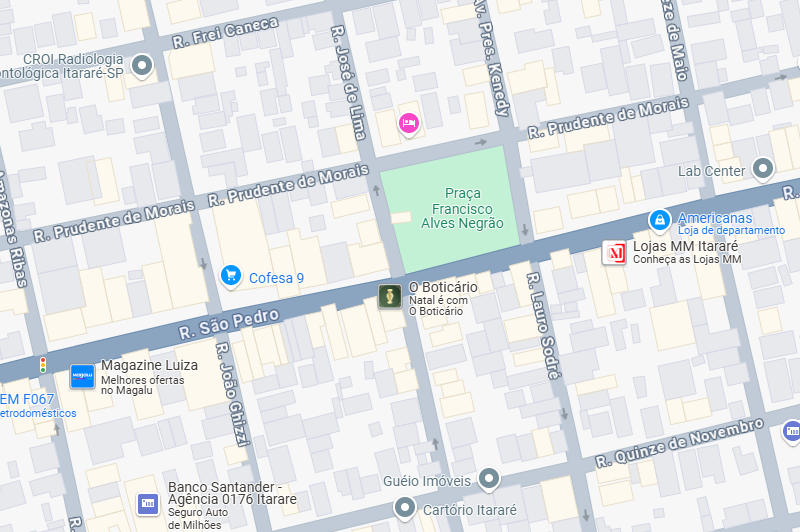 R. Frei Caneca
R. José de Lima
Av. Pres. Kenedy
ze de Maio
CROI Radiologia
ontológica Itararé-SP
R. Prudente de Morais
Lab Center
R. Prudente de Morais
R. Prudente de Morais
Amazones Ribas
Praça
Francisco
Alves Negrão
R.
Americanas
Loja de departamento
Lojas MM Itararé
Conheça as Lojas MM
Cofesa 9
O Boticário
Natal é com
O Boticário
R. São Pedro
R. Lauro Sodré
R. João Ghizzi
Magazine Luiza
Melhores ofertas
no Magalu
MAGALU
EM F067
etrodomésticos
R. Quinze de Novembro
Guéio Imóveis
Banco Santander -
Agência 0176 Itarare
Seguro Auto
de Milhões
Cartório Itararé
R.